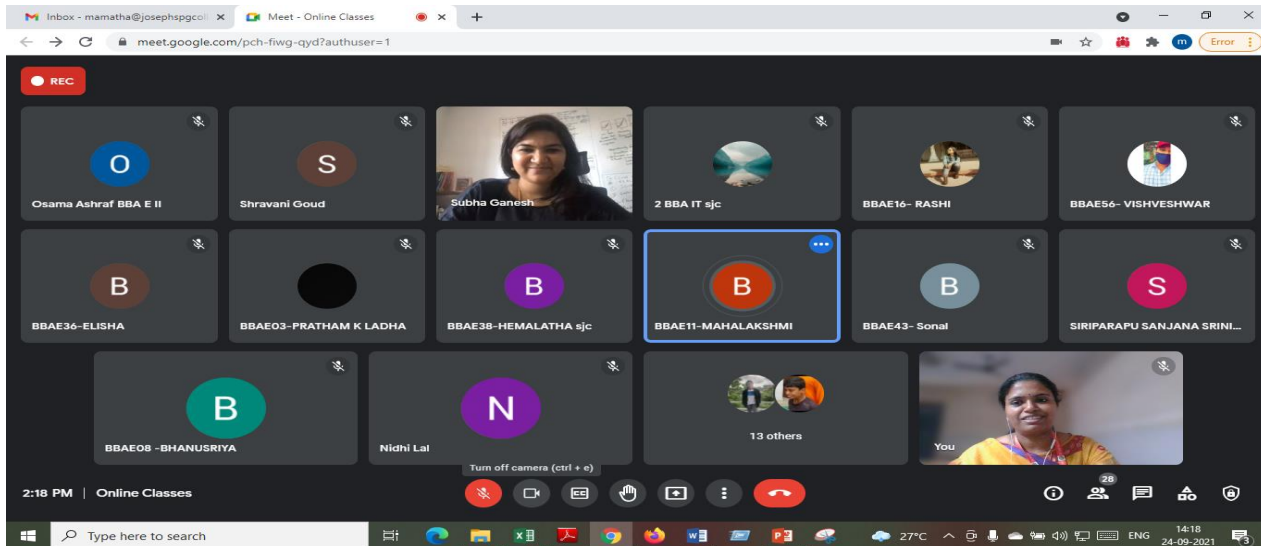 Inbox - mamatha@josephspgcoll
Meet - Online Classes
meet.google.com/pch-fiwg-qyd?authuser=1
m
Error
REC
O
Osama Ashraf BBA E II
S
Shravani Goud
Subha Ganesh
2 BBA IT sjc
BBAE16- RASHI
BBAE56- VISHVESHWAR
B
BBAE36-ELISHA
BBAE03-PRATHAM K LADHA
B
BBAE38-HEMALATHA sjc
B
BBAE11-MAHALAKSHMI
B
BBAE43- Sonal
S
SIRIPARAPU SANJANA SRINI...
B
BBAE08 -BHANUSRIYA
N
Nidhi Lal
13 others
You
Turn off camera (ctrl + e)
2:18 PM | Online Classes
CC
28
Type here to search
27°C
ENG
14:18
24-09-2021
3